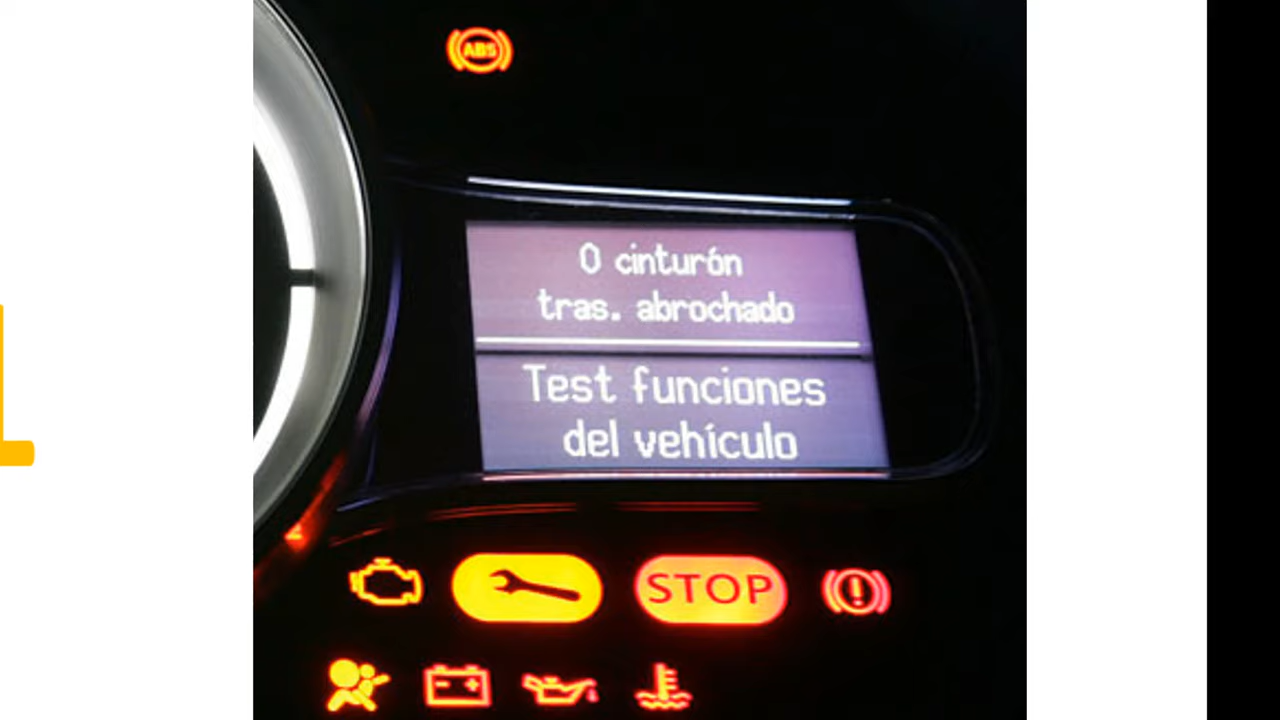 ABS
0 cinturón
tras. abrochado
Test funciones
del vehículo
STOP